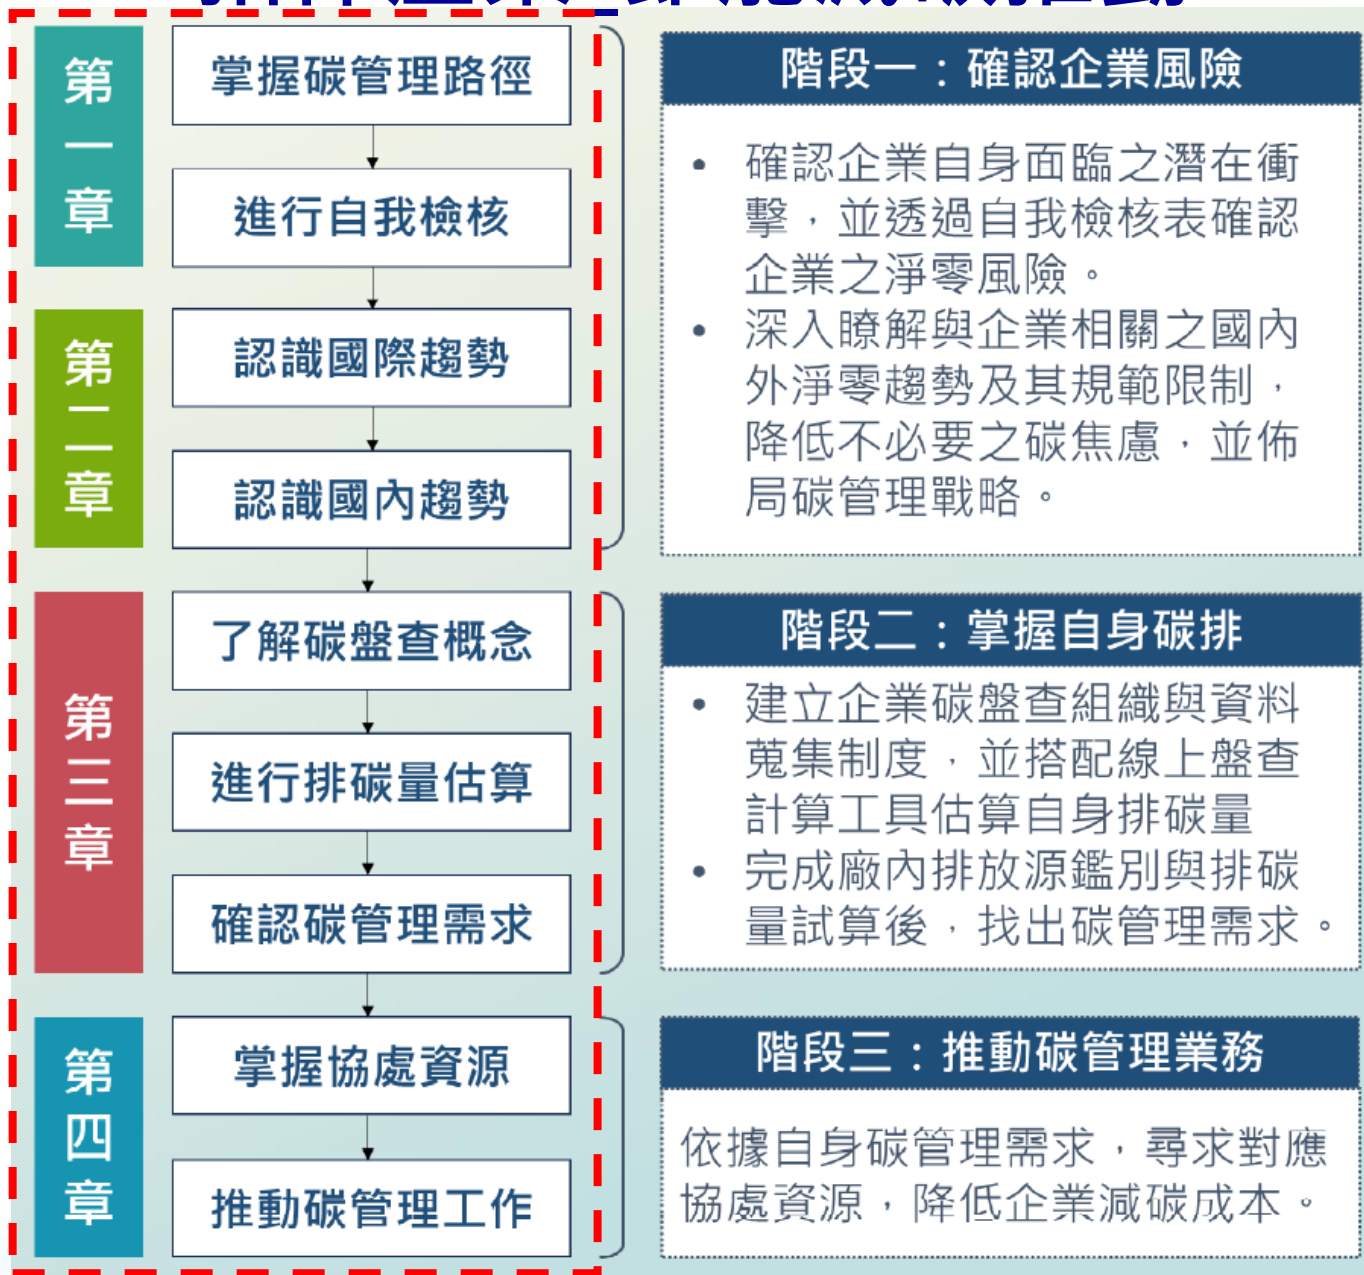 第一章
掌握碳管理路徑
進行自我檢核
第二章
認識國際趨勢
認識國內趨勢
階段一：確認企業風險
• 確認企業自身面臨之潛在衝
擊，並透過自我檢核表確認
企業之淨零風險。
• 深入瞭解與企業相關之國內
外淨零趨勢及其規範限制，
降低不必要之碳焦慮，並佈
局碳管理戰略。
第三章
了解碳盤查概念
進行排碳量估算
確認碳管理需求
階段二：掌握自身碳排
• 建立企業碳盤查組織與資料
蒐集制度，並搭配線上盤查
計算工具估算自身排碳量
• 完成廠內排放源鑑別與排碳
量試算後，找出碳管理需求。
第四章
掌握協處資源
推動碳管理工作
階段三：推動碳管理業務
依據自身碳管理需求，尋求對應
協處資源，降低企業減碳成本。